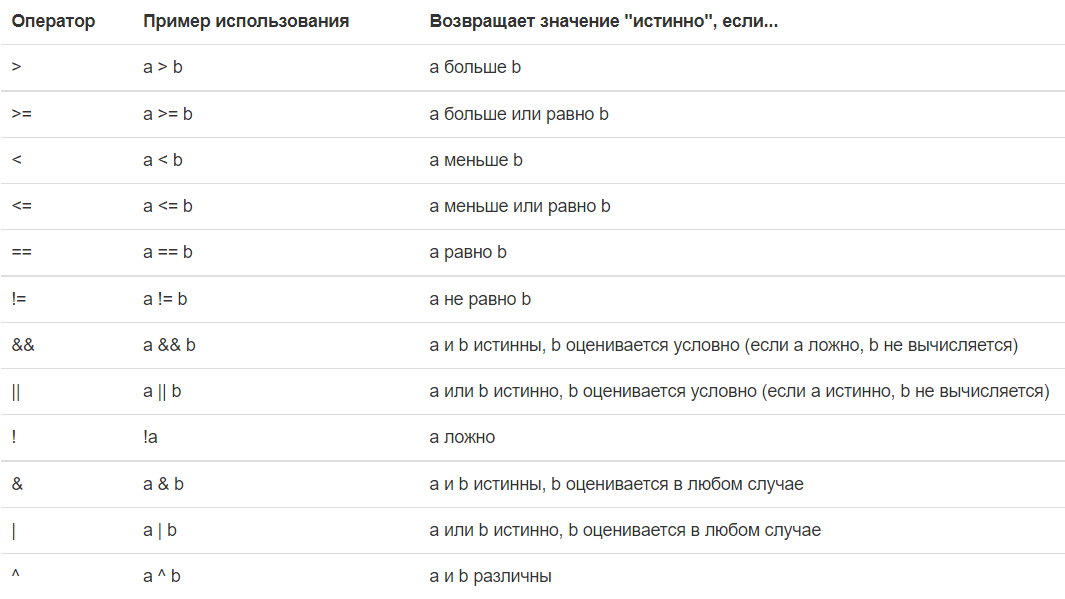 Оператор Пример использования Возвращает значение "истинно", если...
> a > b a больше b
>= a >= b a больше или равно b
< a < b a меньше b
<= a <= b a меньше или равно b
== a == b a равно b
!= a != b a не равно b
&& a && b a и b истинны, b оценивается условно (если a ложно, b не вычисляется)
|| a || b a или b истинно, b оценивается условно (если a истинно, b не вычисляется)
! !a a ложно
& a & b a и b истинны, b оценивается в любом случае
| a | b a или b истинно, b оценивается в любом случае
^ a ^ b a и b различны